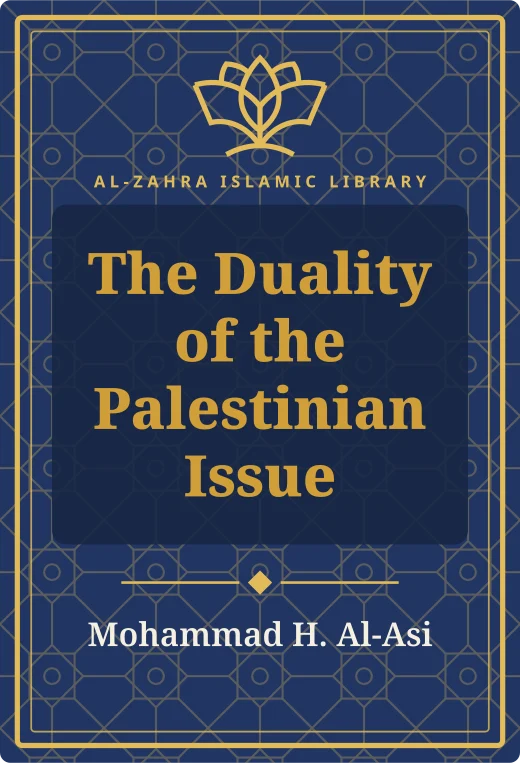 AL-ZAHRA ISLAMIC LIBRARY
The Duality
of the
Palestinian
Issue
Mohammad H. Al-Asi